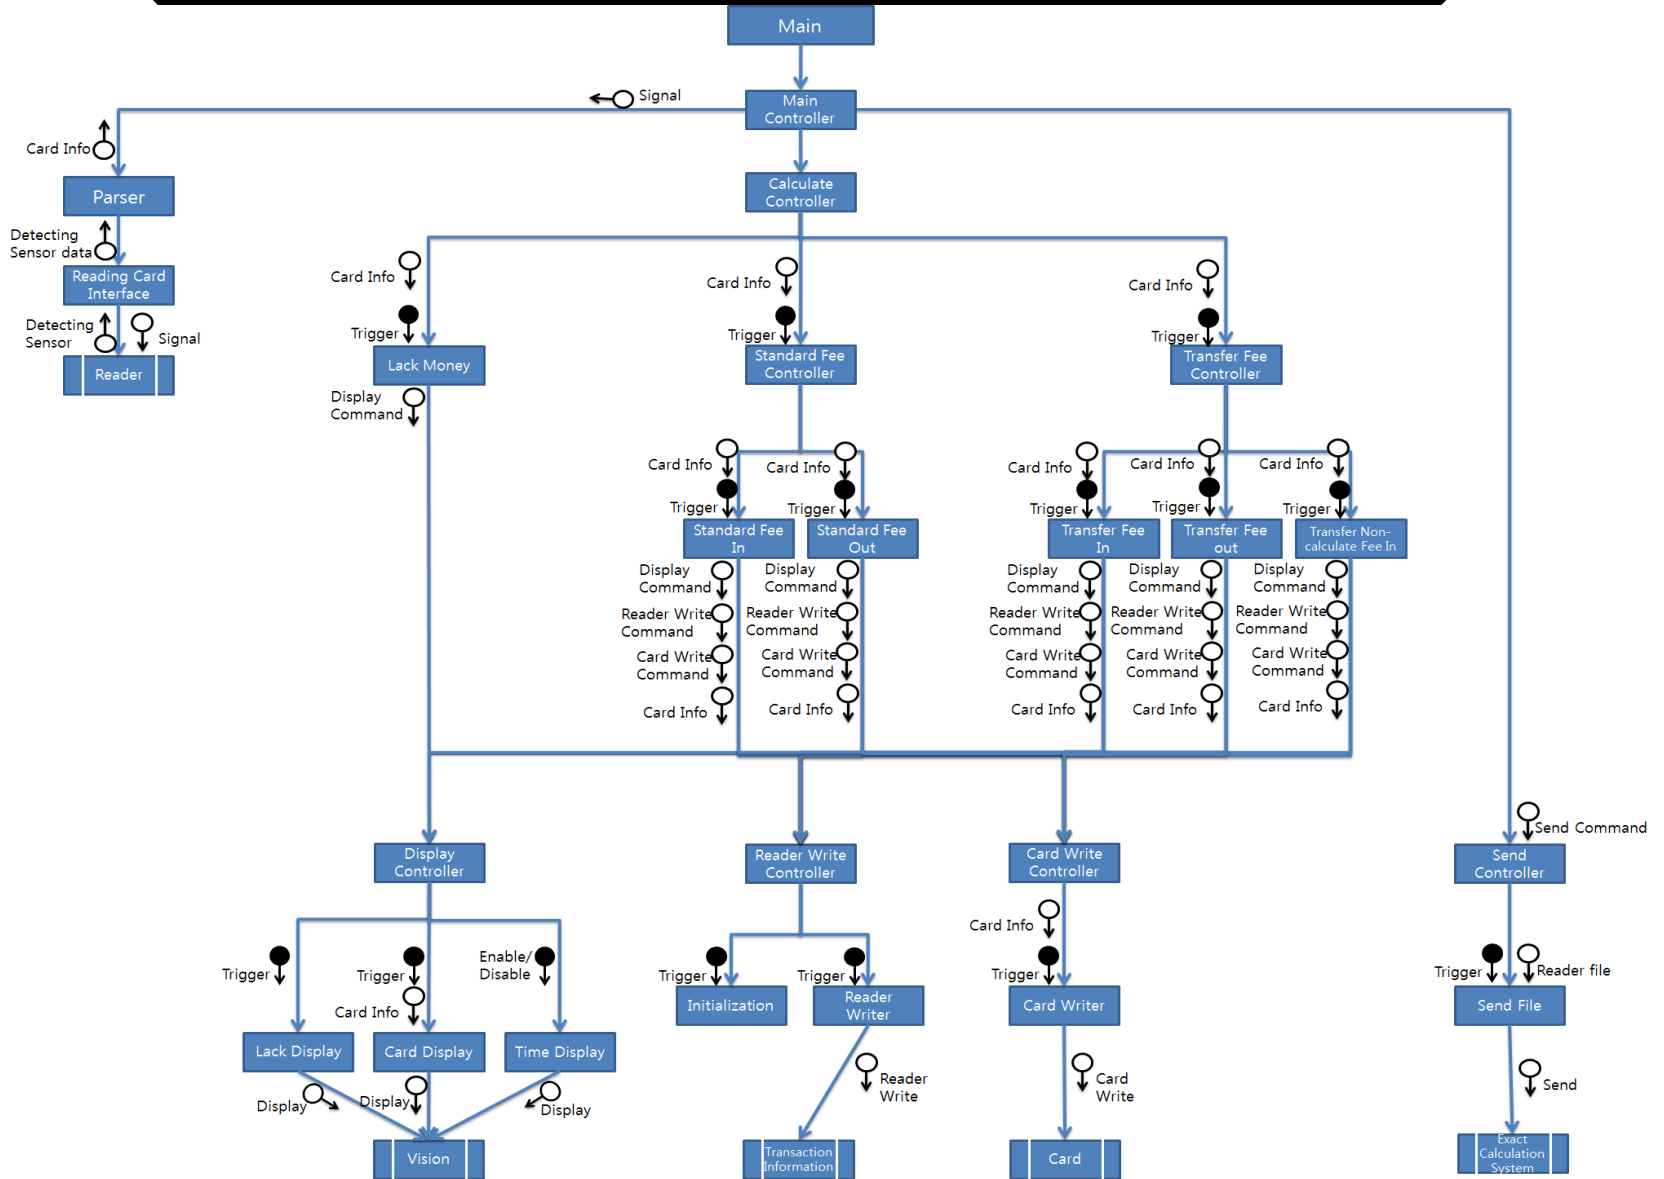 Main
Signal
Main
Controller
Card Info
Parser
Calculate
Controller
Detecting
Sensor data
Reading Card
Interface
Card Info
Card Info
Card Info
Detecting
Sensor
Signal
Trigger
Trigger
Trigger
Reader
Lack Money
Standard Fee
Controller
Transfer Fee
Controller
Display
Command
Card Info
Card Info
Card Info
Card Info
Card Info
Trigger
Trigger
Trigger
Trigger
Trigger
Standard Fee
In
Standard Fee
Out
Transfer Fee
In
Transfer Fee
out
Transfer Non-
calculate Fee In
Display
Command
Display
Command
Display
Command
Display
Command
Display
Command
Reader Write
Command
Reader Write
Command
Reader Write
Command
Reader Write
Command
Reader Write
Command
Card Write
Command
Card Write
Command
Card Write
Command
Card Write
Command
Card Write
Command
Card Info
Card Info
Card Info
Card Info
Card Info
Send Command
Display
Controller
Reader Write
Controller
Card Write
Controller
Send
Controller
Card Info
Trigger
Trigger
Enable/
Disable
Trigger
Trigger
Trigger
Trigger
Reader file
Card Info
Initialization
Reader
Writer
Card Writer
Send File
Lack Display
Card Display
Time Display
Display
Display
Display
Reader
Write
Card
Write
Send
Vision
Transaction
Information
Card
Exact
Calculation
System